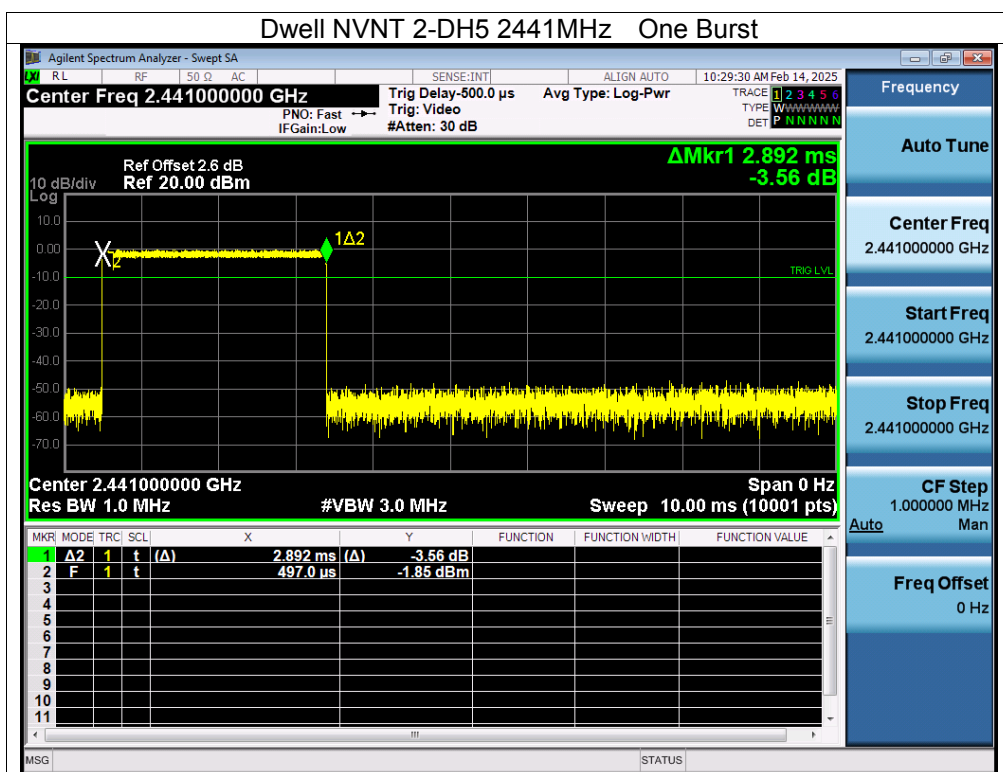 Dwell NVNT 2-DH5 2441MHz One Burst
Agilent Spectrum Analyzer - Swept SA
LXI RL RF 50 Ω AC SENSE:INT ALIGN AUTO 10:29:30 AM Feb 14, 2025
Center Freq 2.441000000 GHz
PNO: Fast
IFGain:Low
Trig Delay-500.0 µs
Trig: Video
#Atten: 30 dB
Avg Type: Log-Pwr
TRACE 1 2 3 4 5 6
TYPE WWWWWW
DET P N N N N N
ΔMkr1 2.892 ms
-3.56 dB
Ref Offset 2.6 dB
10 dB/div Ref 20.00 dBm
Log
10.0
0.00
-10.0
-20.0
-30.0
-40.0
-50.0
-60.0
-70.0
X2
1Δ2
TRIG LVL
Center 2.441000000 GHz Span 0 Hz
Res BW 1.0 MHz #VBW 3.0 MHz Sweep 10.00 ms (10001 pts)
MKR MODE TRC SCL X Y FUNCTION FUNCTION WIDTH FUNCTION VALUE
1 Δ2 1 t (Δ) 2.892 ms (Δ) -3.56 dB
2 F 1 t 497.0 µs -1.85 dBm
3
4
5
6
7
8
9
10
11
MSG STATUS
Frequency
Auto Tune
Center Freq
2.441000000 GHz
Start Freq
2.441000000 GHz
Stop Freq
2.441000000 GHz
CF Step
1.000000 MHz
Auto Man
Freq Offset
0 Hz